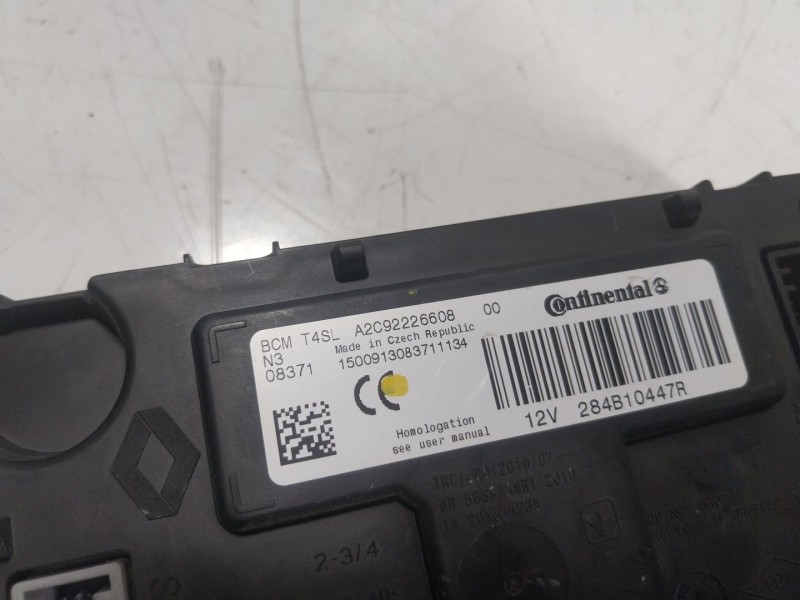 BCM T4SL A2C92226608 00
Continental
N3 Made in Czech Republic
08371 1500913083711134
CE
Homologation
see user manual
12V 284B10447R
2-3/4